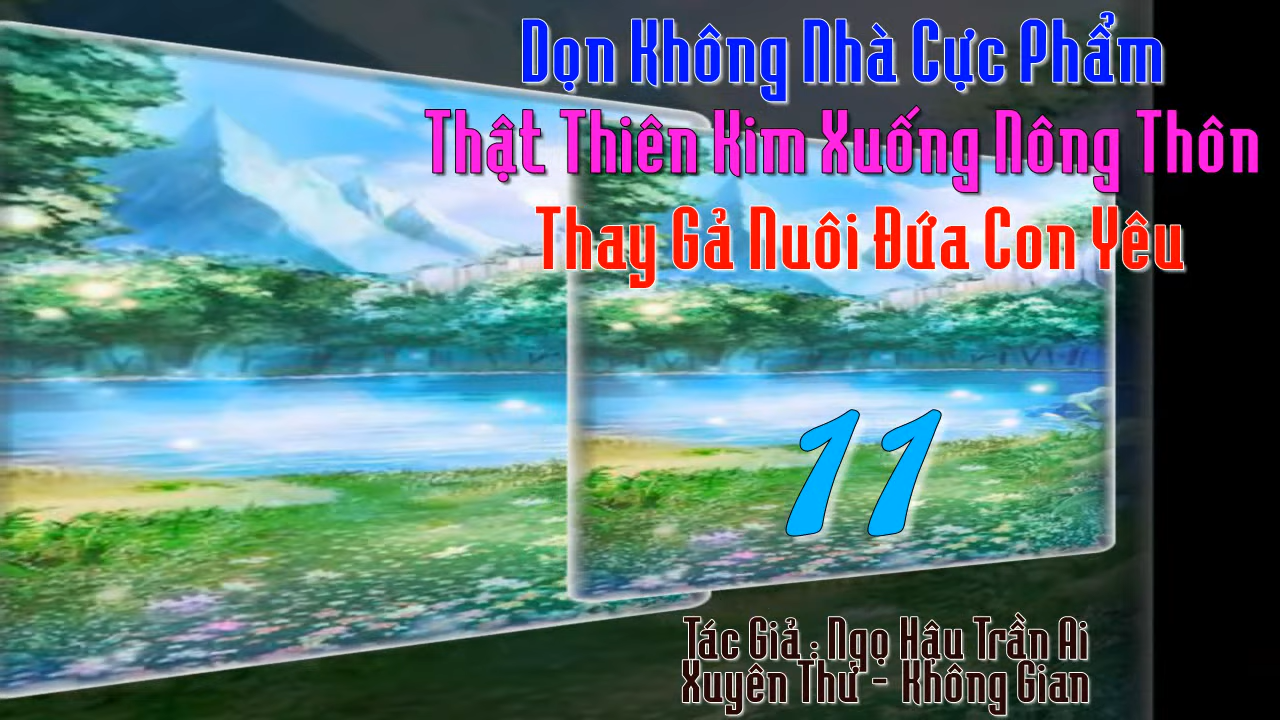 Dọn Không Nhà Cực Phẩm
Thật Thiên Kim Xuống Nông Thôn
Thay Gả Nuôi Đứa Con Yêu
11
Tác Giả : Ngọ Hậu Trần Ai
Xuyên Thư - Không Gian